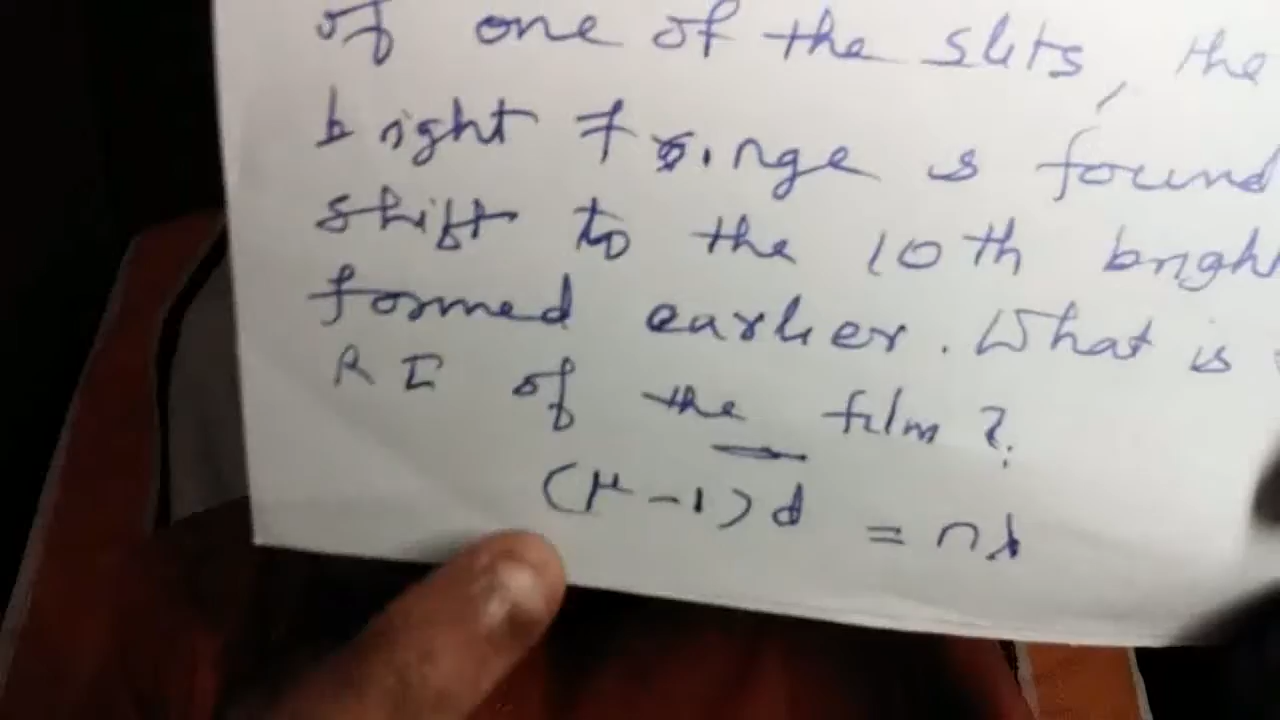 of one of the slits, the
bright fringe is found
shift to the 10th brigh
formed earlier. What is
RI of the film?
(μ-1)d = nλ